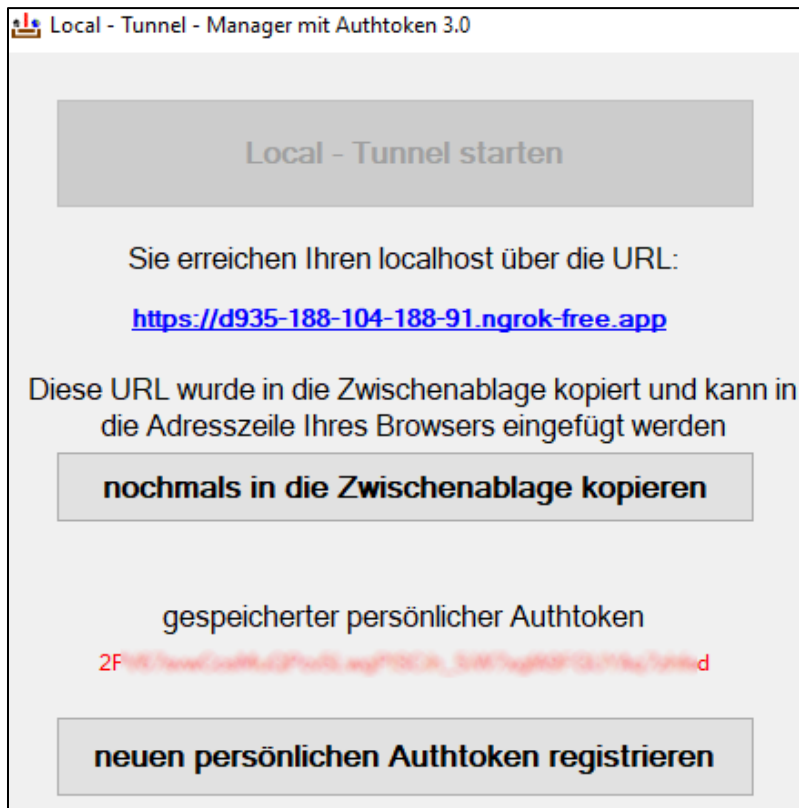 Local - Tunnel - Manager mit Authtoken 3.0
Local - Tunnel starten
Sie erreichen Ihren localhost über die URL:
https://d935-188-104-188-91.ngrok-free.app
Diese URL wurde in die Zwischenablage kopiert und kann in
die Adresszeile Ihres Browsers eingefügt werden
nochmals in die Zwischenablage kopieren
gespeicherter persönlicher Authtoken
neuen persönlichen Authtoken registrieren